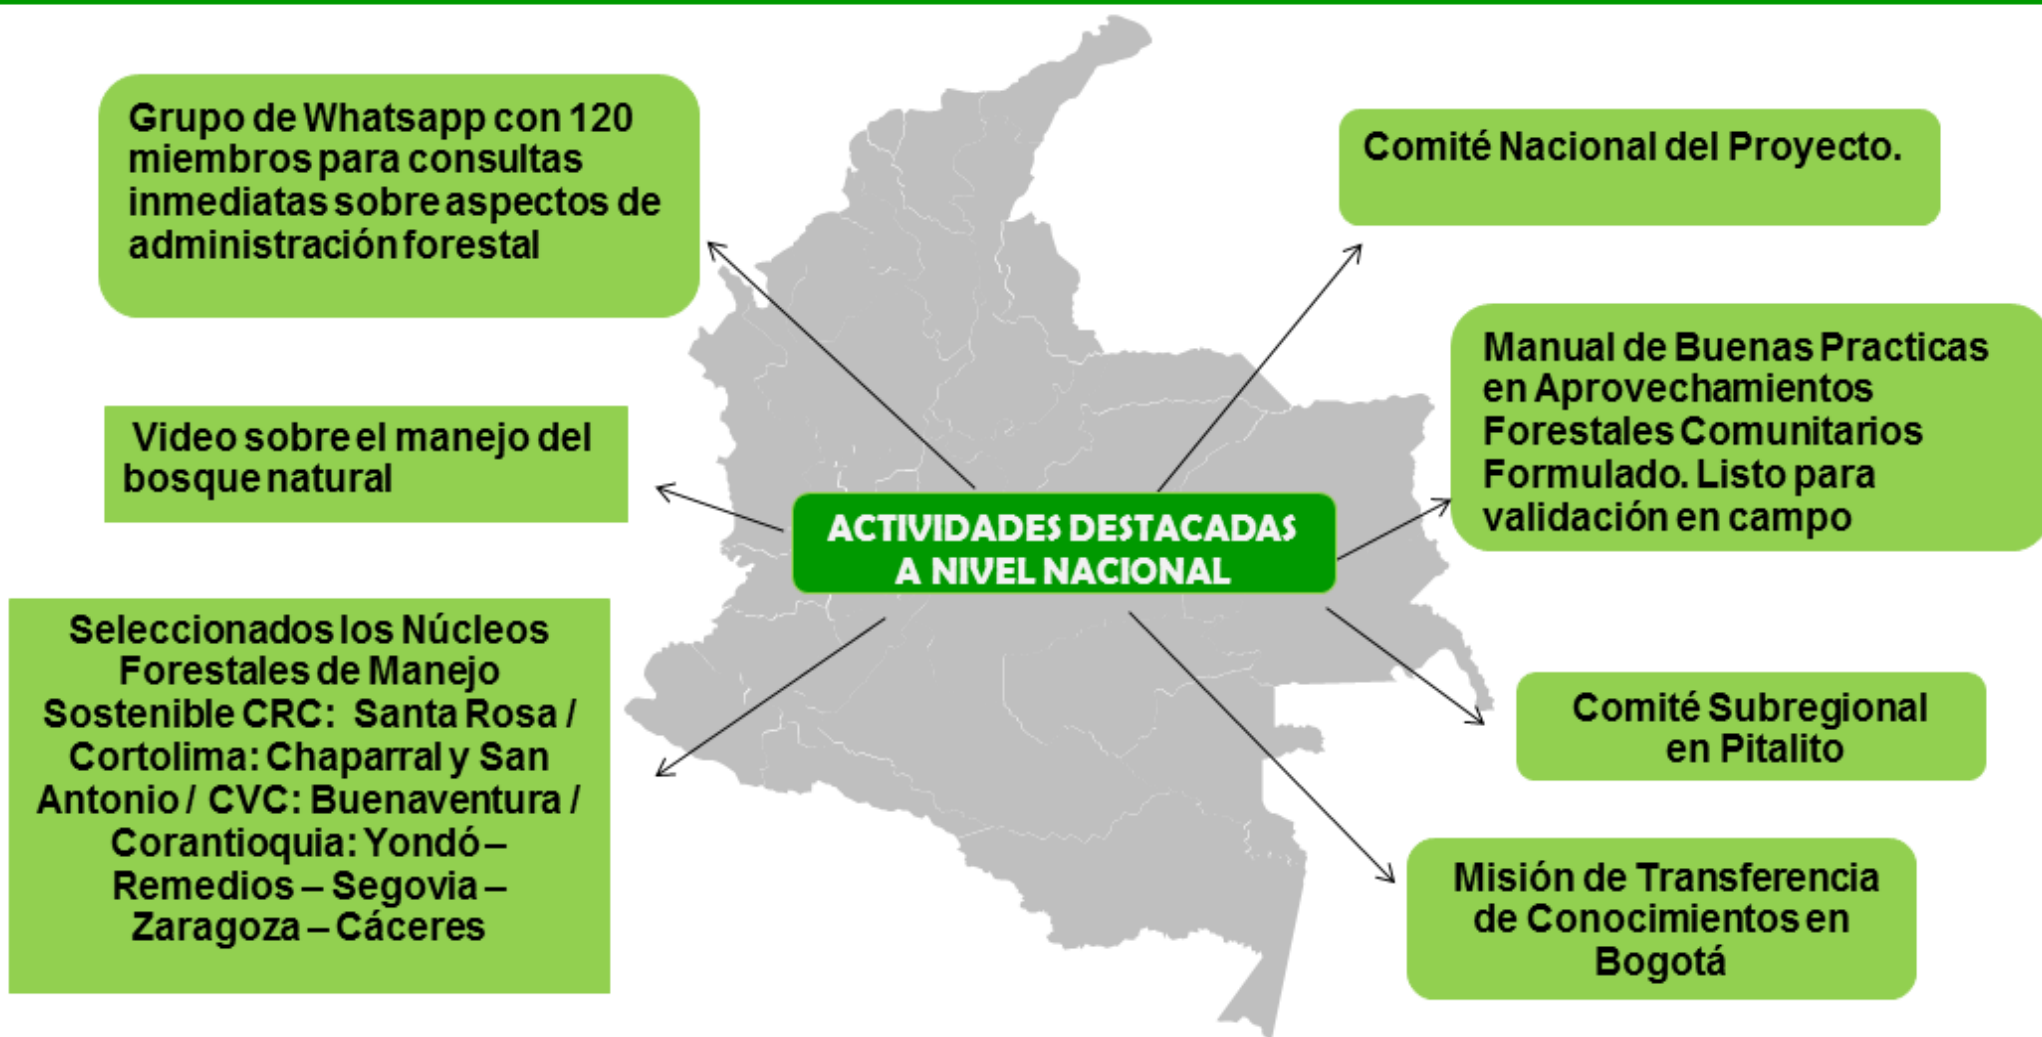 Grupo de Whatsapp con 120
miembros para consultas
inmediatas sobre aspectos de
administración forestal
Comité Nacional del Proyecto.
Manual de Buenas Practicas
en Aprovechamientos
Forestales Comunitarios
Formulado. Listo para
validación en campo
Video sobre el manejo del
bosque natural
ACTIVIDADES DESTACADAS
A NIVEL NACIONAL
Seleccionados los Núcleos
Forestales de Manejo
Sostenible CRC: Santa Rosa /
Cortolima: Chaparral y San
Antonio / CVC: Buenaventura /
Corantioquia: Yondó –
Remedios – Segovia –
Zaragoza – Cáceres
Comité Subregional
en Pitalito
Misión de Transferencia
de Conocimientos en
Bogotá